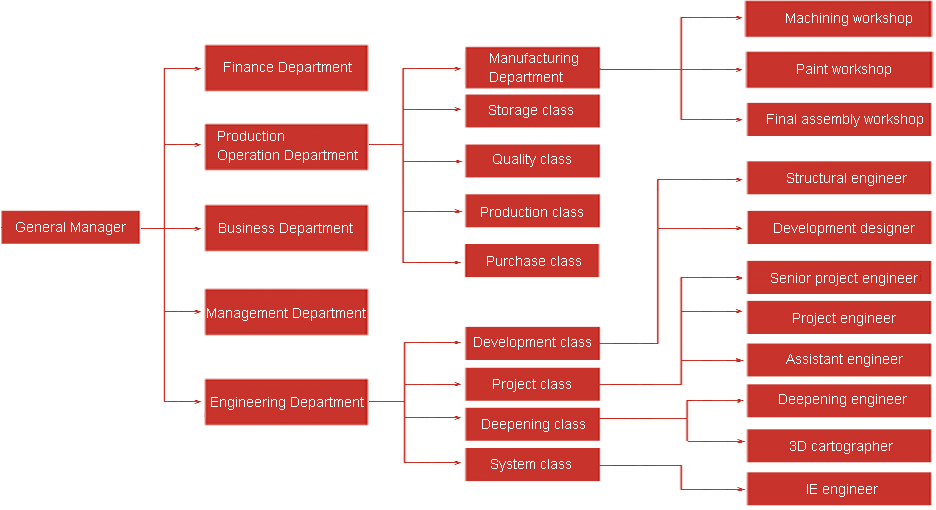 General Manager
Finance Department
Production
Operation Department
Business Department
Management Department
Engineering Department
Manufacturing
Department
Storage class
Quality class
Production class
Purchase class
Development class
Project class
Deepening class
System class
Machining workshop
Paint workshop
Final assembly workshop
Structural engineer
Development designer
Senior project engineer
Project engineer
Assistant engineer
Deepening engineer
3D cartographer
IE engineer